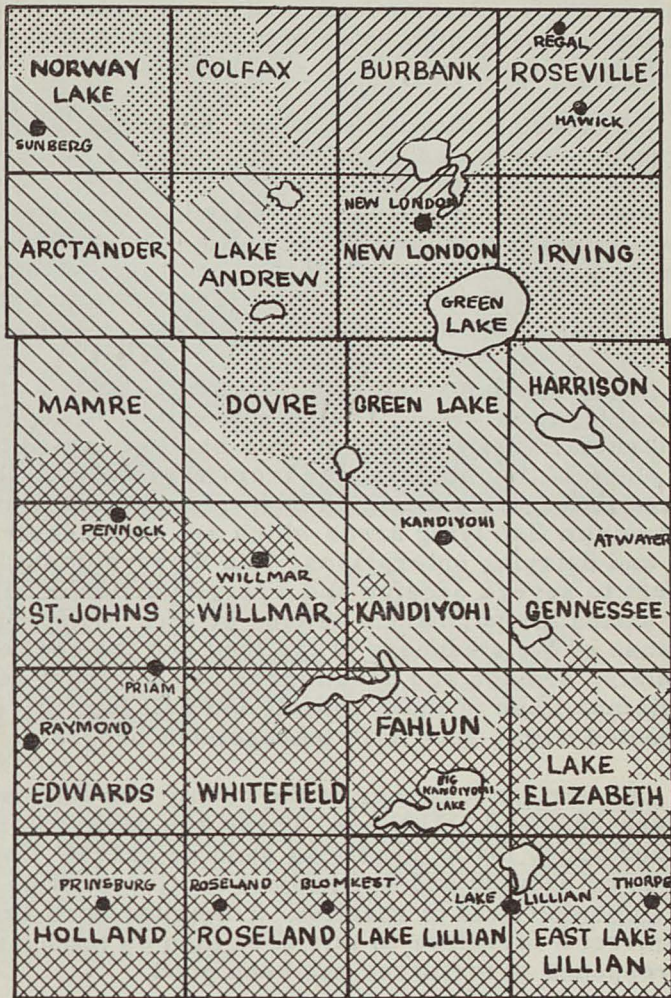 REGAL
NORWAY LAKE
COLFAX
BURBANK
ROSEVILLE
HAWICK
SUNBERG
NEW LONDON
ARCTANDER
LAKE ANDREW
NEW LONDON
IRVING
GREEN LAKE
MAMRE
DOVRE
GREEN LAKE
HARRISON
PENNOCK
KANDIYOHI
ATWATER
WILLMAR
ST. JOHNS
WILLMAR
KANDIYOHI
GENNESSEE
PRIAM
RAYMOND
FAHLUN
EDWARDS
WHITEFIELD
BIG KANDIYOHI LAKE
LAKE ELIZABETH
PRINSBURG
ROSELAND
BLOMKEST
LAKE LILLIAN
THORPE
HOLLAND
ROSELAND
LAKE LILLIAN
EAST LAKE LILLIAN